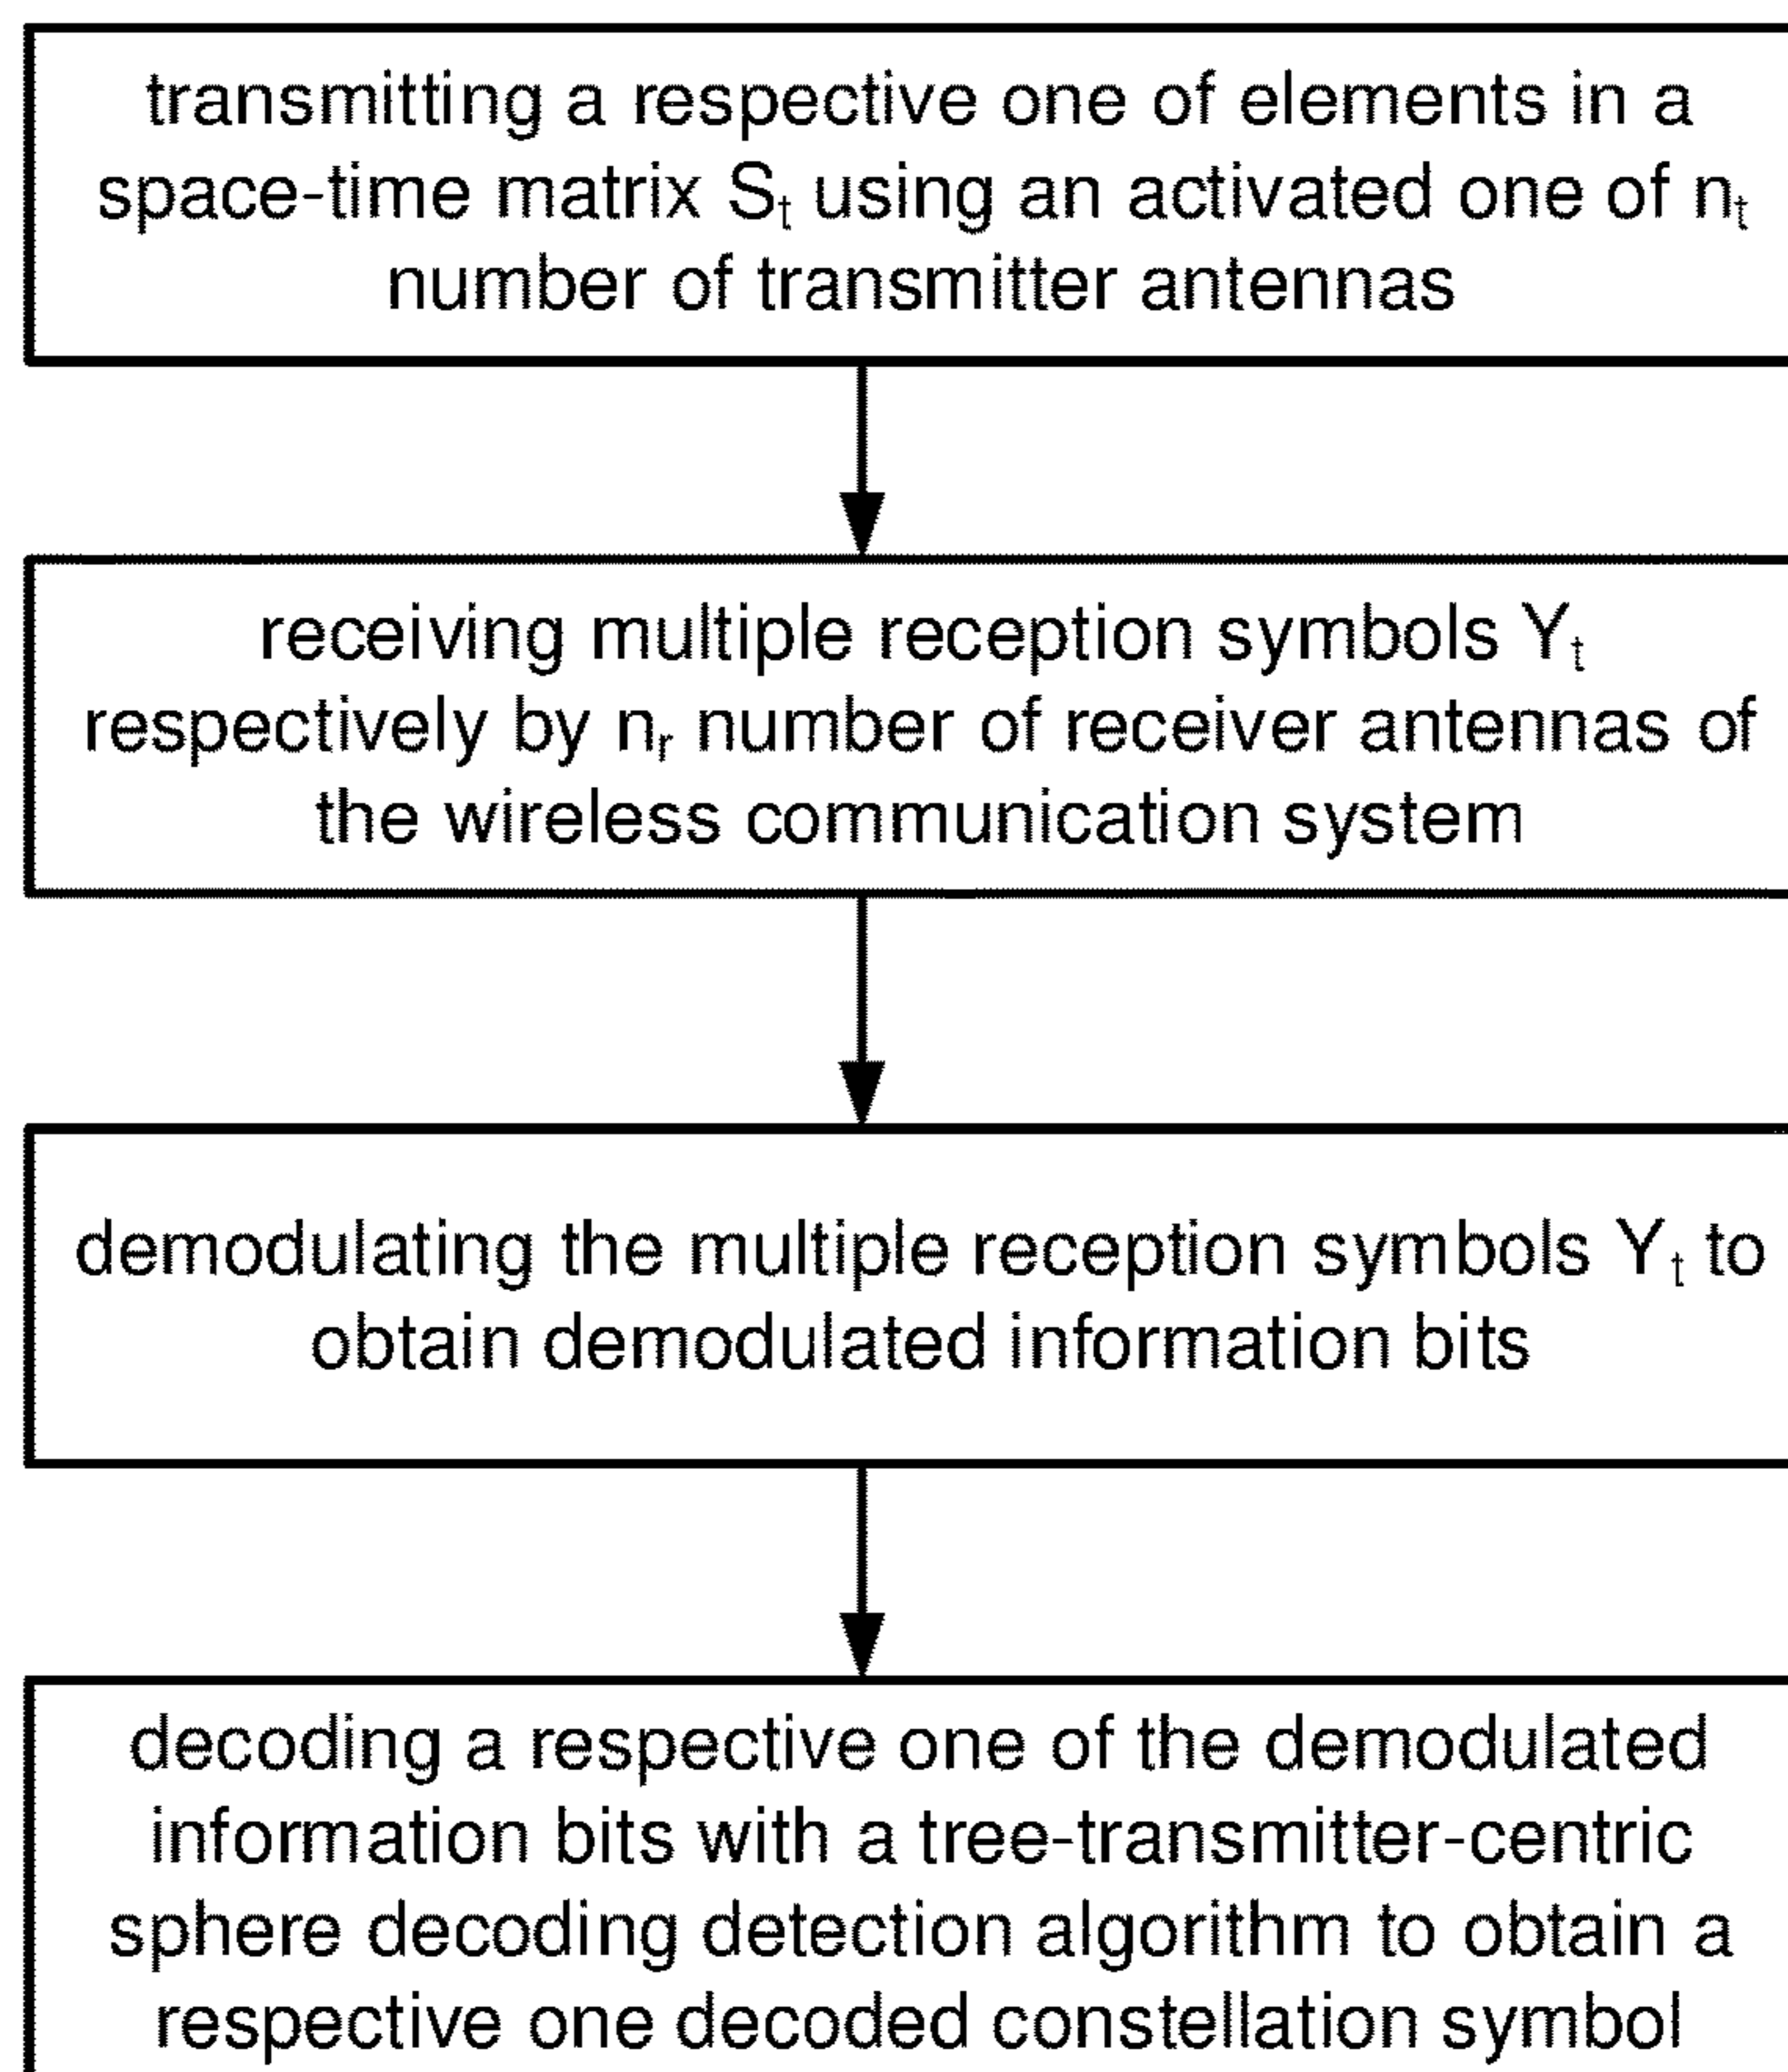 transmitting a respective one of elements in a
space-time matrix Sₜ using an activated one of nₜ
number of transmitter antennas
receiving multiple reception symbols Yₜ
respectively by nᵣ number of receiver antennas of
the wireless communication system
demodulating the multiple reception symbols Yₜ to
obtain demodulated information bits
decoding a respective one of the demodulated
information bits with a tree-transmitter-centric
sphere decoding detection algorithm to obtain a
respective one decoded constellation symbol